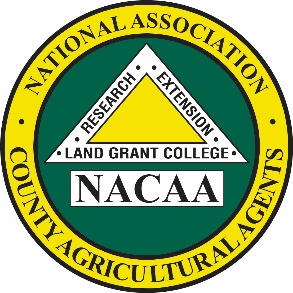 · NATIONAL ASSOCIATION ·
COUNTY AGRICULTURAL AGENTS
· RESEARCH ·
EXTENSION ·
· LAND GRANT COLLEGE ·
NACAA